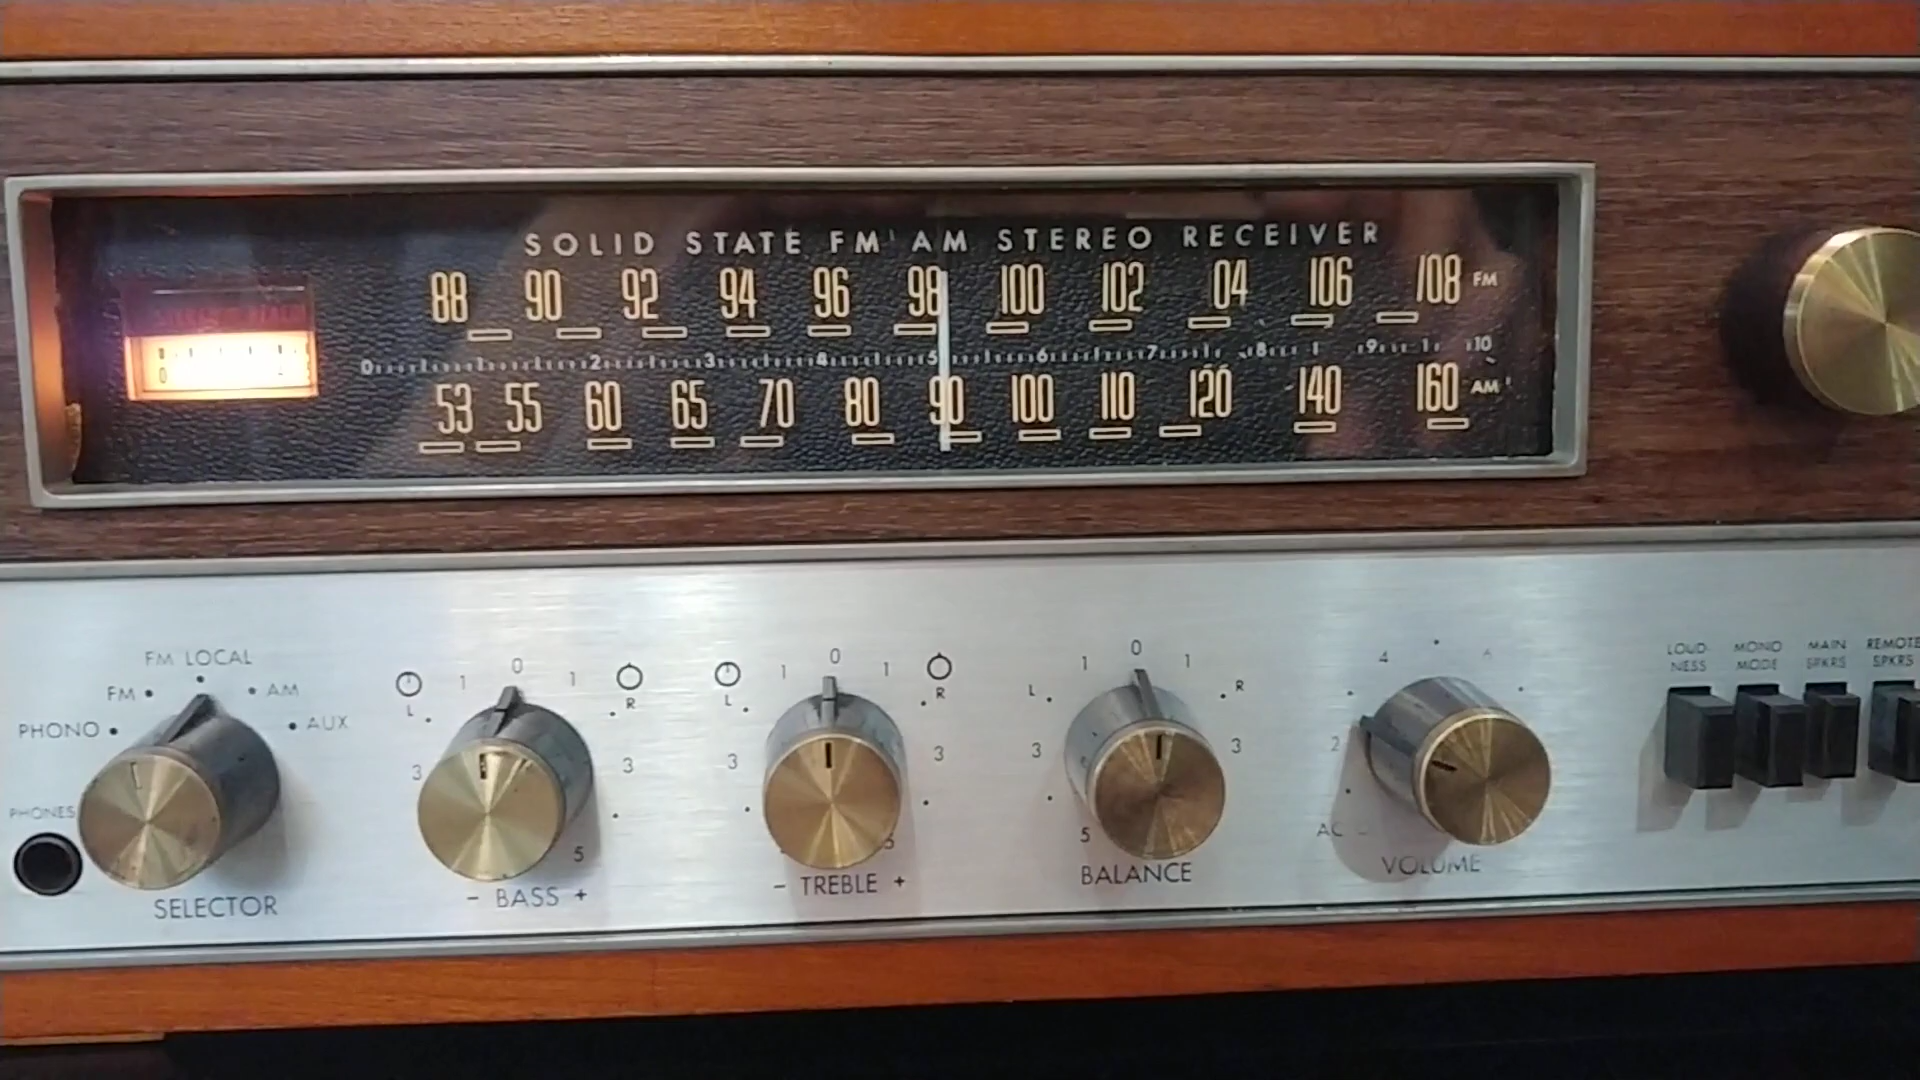 SOLID STATE FM AM STEREO RECEIVER
88 90 92 94 96 98 100 102 04 106 108 FM
0 1 2 3 4 5 6 7 8 9 10
53 55 60 65 70 80 90 100 110 120 140 160 AM
FM LOCAL
FM AM
PHONO AUX
PHONES
SELECTOR
0
1 1
L R
3 3
5
- BASS +
0
1 1
L R
3 3
5
- TREBLE +
0
1 1
L R
3 3
5
BALANCE
4
2
AC
VOLUME
LOUD
NESS
MONO
MODE
MAIN
SPKRS
REMOTE
SPKRS